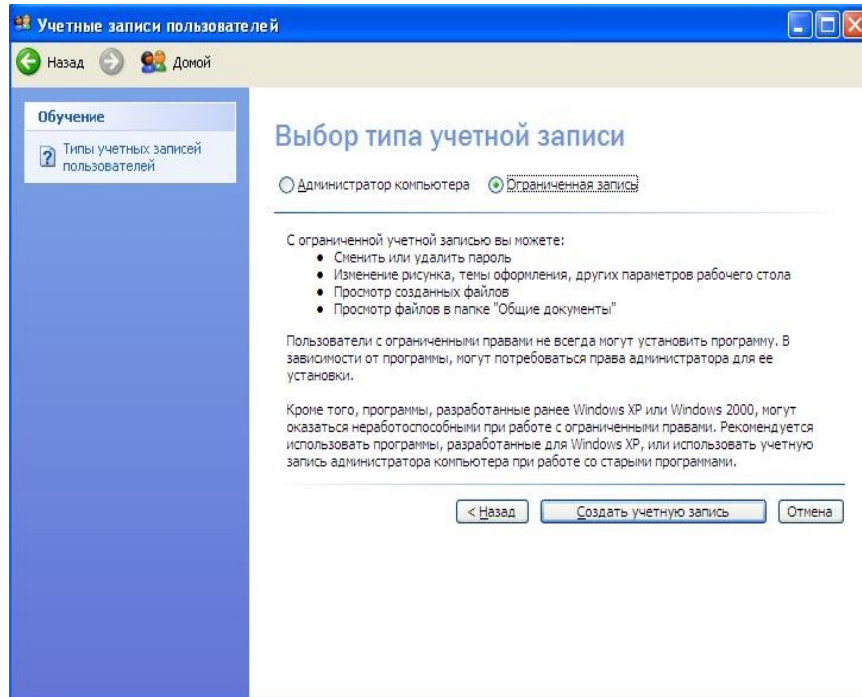 Учетные записи пользователей
Назад Домой
Обучение
Типы учетных записей
пользователей
Выбор типа учетной записи
Администратор компьютера Ограниченная запись
С ограниченной учетной записью вы можете:
• Сменить или удалить пароль
• Изменение рисунка, темы оформления, других параметров рабочего стола
• Просмотр созданных файлов
• Просмотр файлов в папке "Общие документы"
Пользователи с ограниченными правами не всегда могут установить программу. В
зависимости от программы, могут потребоваться права администратора для ее
установки.
Кроме того, программы, разработанные ранее Windows XP или Windows 2000, могут
оказаться неработоспособными при работе с ограниченными правами. Рекомендуется
использовать программы, разработанные для Windows XP, или использовать учетную
запись администратора компьютера при работе со старыми программами.
< Назад Создать учетную запись Отмена